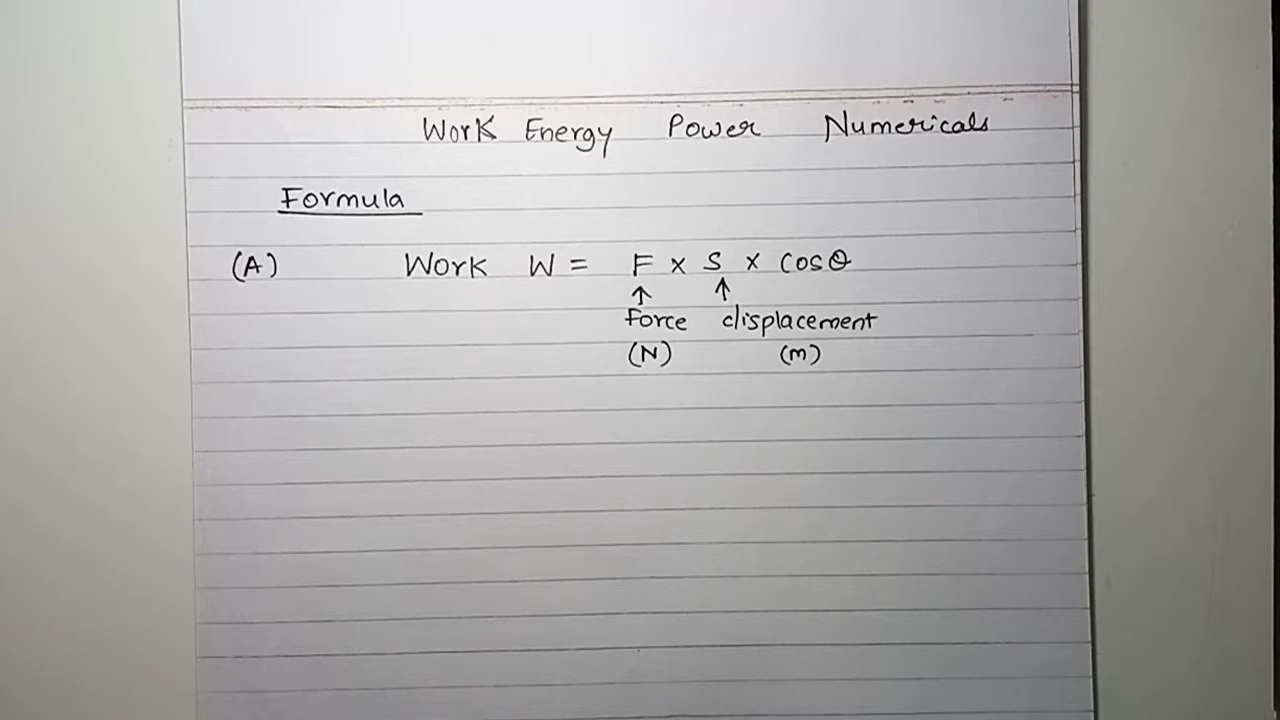 Work Energy Power Numericals
Formula
(A) Work W = F x S x Cosθ
↑ ↑
force displacement
(N) (m)